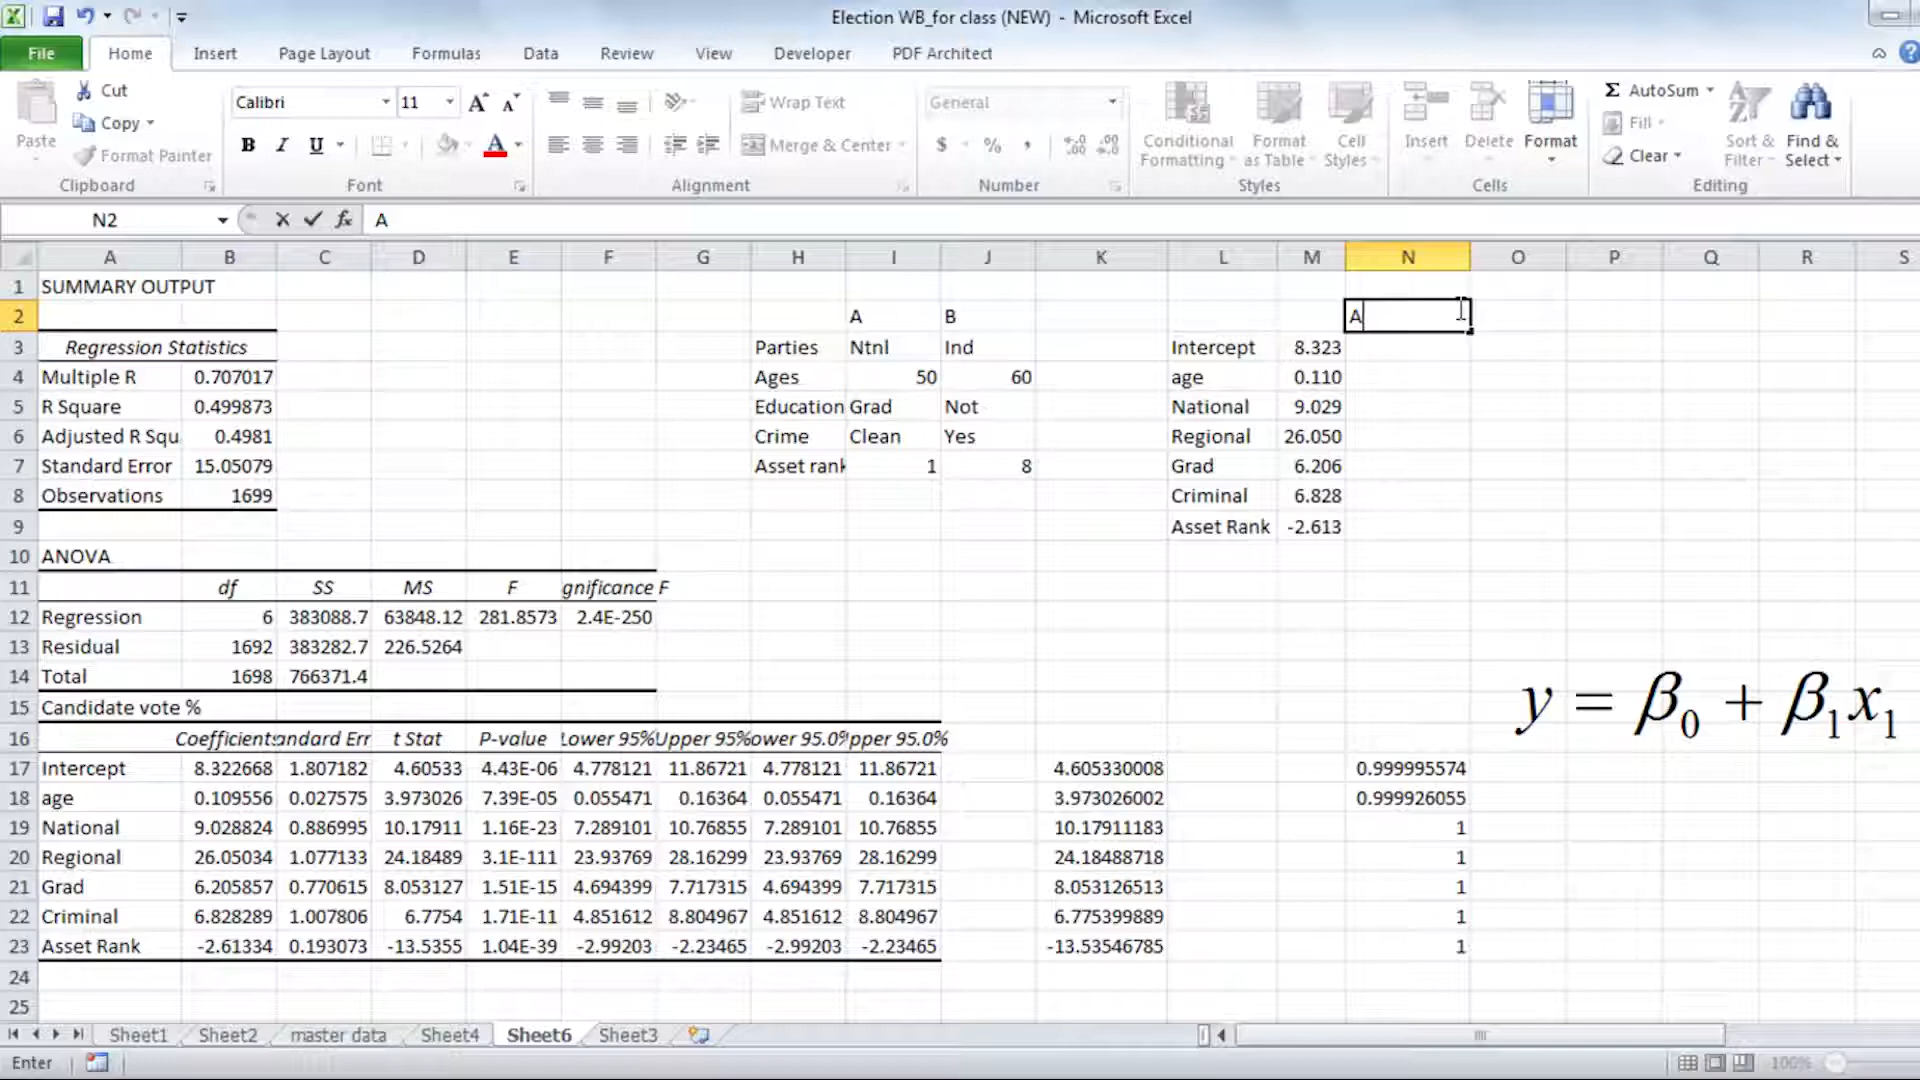 Election WB_for class (NEW) - Microsoft Excel
File Home Insert Page Layout Formulas Data Review View Developer PDF Architect
Paste Cut Copy Format Painter Clipboard
Calibri 11 B I U Font
Wrap Text Merge & Center Alignment
General $ % , Number
Conditional Formatting Format as Table Cell Styles Styles
Insert Delete Format Cells
Σ AutoSum Fill Clear Sort & Filter Find & Select Editing
N2 fx A
A B C D E F G H I J K L M N O P Q R S
1 SUMMARY OUTPUT
2 A B A
3 Regression Statistics Parties Ntnl Ind Intercept 8.323
4 Multiple R 0.707017 Ages 50 60 age 0.110
5 R Square 0.499873 Education Grad Not National 9.029
6 Adjusted R Squ 0.4981 Crime Clean Yes Regional 26.050
7 Standard Error 15.05079 Asset rank 1 8 Grad 6.206
8 Observations 1699 Criminal 6.828
9 Asset Rank -2.613
10 ANOVA
11 df SS MS F gnificance F
12 Regression 6 383088.7 63848.12 281.8573 2.4E-250
13 Residual 1692 383282.7 226.5264
14 Total 1698 766371.4
y = β0 + β1x1
15 Candidate vote %
16 Coefficients andard Err t Stat P-value Lower 95% Upper 95% ower 95.0% pper 95.0%
17 Intercept 8.322668 1.807182 4.60533 4.43E-06 4.778121 11.86721 4.778121 11.86721 4.605330008 0.999995574
18 age 0.109556 0.027575 3.973026 7.39E-05 0.055471 0.16364 0.055471 0.16364 3.973026002 0.999926055
19 National 9.028824 0.886995 10.17911 1.16E-23 7.289101 10.76855 7.289101 10.76855 10.17911183 1
20 Regional 26.05034 1.077133 24.18489 3.1E-111 23.93769 28.16299 23.93769 28.16299 24.18488718 1
21 Grad 6.205857 0.770615 8.053127 1.51E-15 4.694399 7.717315 4.694399 7.717315 8.053126513 1
22 Criminal 6.828289 1.007806 6.7754 1.71E-11 4.851612 8.804967 4.851612 8.804967 6.775399889 1
23 Asset Rank -2.61334 0.193073 -13.5355 1.04E-39 -2.99203 -2.23465 -2.99203 -2.23465 -13.53546785 1
24
25
Sheet1 Sheet2 master data Sheet4 Sheet6 Sheet3
Enter 100%